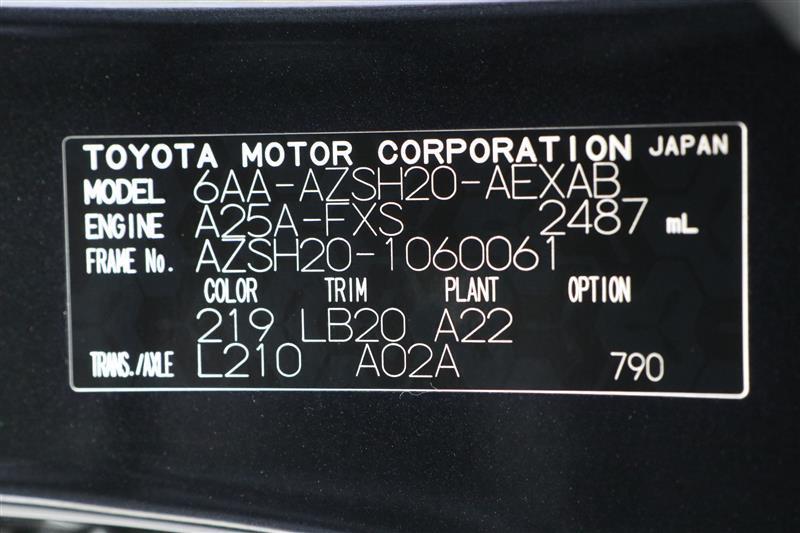 TOYOTA MOTOR CORPORATION JAPAN
MODEL 6AA-AZSH20-AEXAB
ENGINE A25A-FXS 2487 mL
FRAME No. AZSH20-1060061
COLOR TRIM PLANT OPTION
219 LB20 A22
TRANS./AXLE L210 A02A 790